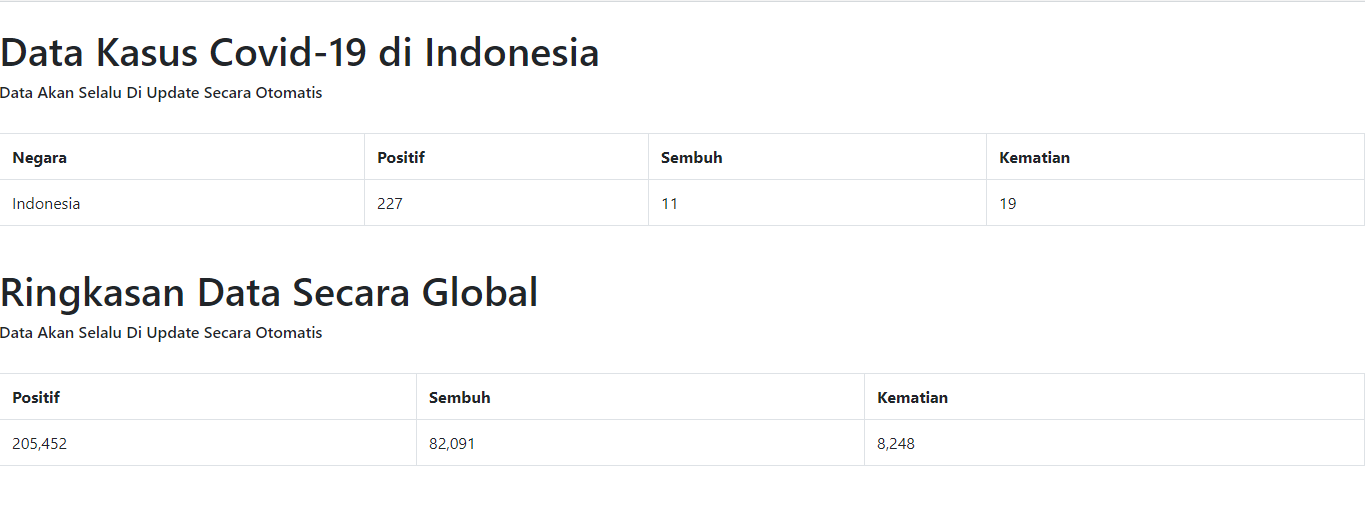 Data Kasus Covid-19 di Indonesia
Data Akan Selalu Di Update Secara Otomatis
Negara Positif Sembuh Kematian
Indonesia 227 11 19
Ringkasan Data Secara Global
Data Akan Selalu Di Update Secara Otomatis
Positif Sembuh Kematian
205,452 82,091 8,248